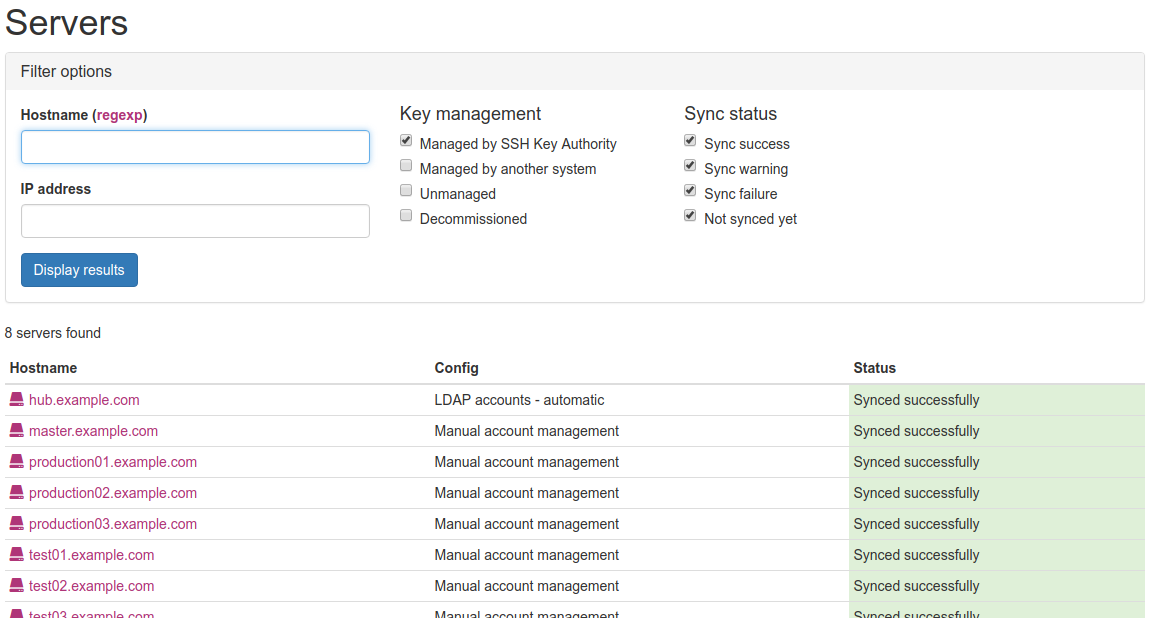 Servers
Filter options
Hostname (regexp)
IP address
Display results
Key management
Managed by SSH Key Authority
Managed by another system
Unmanaged
Decommissioned
Sync status
Sync success
Sync warning
Sync failure
Not synced yet
8 servers found
Hostname Config Status
hub.example.com LDAP accounts - automatic Synced successfully
master.example.com Manual account management Synced successfully
production01.example.com Manual account management Synced successfully
production02.example.com Manual account management Synced successfully
production03.example.com Manual account management Synced successfully
test01.example.com Manual account management Synced successfully
test02.example.com Manual account management Synced successfully
test03.example.com Manual account management Synced successfully